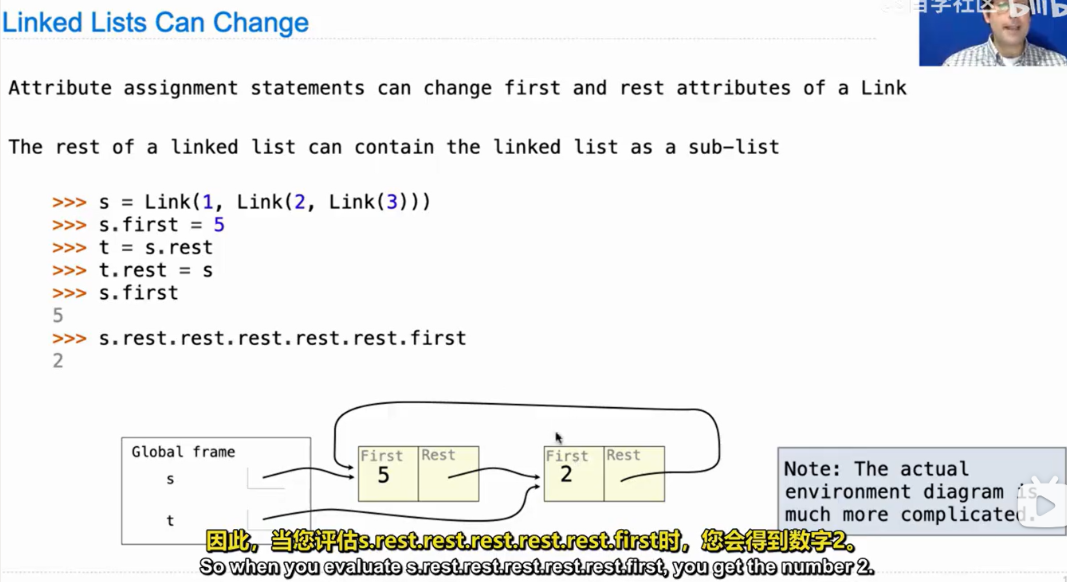 Linked Lists Can Change
自学社区
Attribute assignment statements can change first and rest attributes of a Link
The rest of a linked list can contain the linked list as a sub-list
>>> s = Link(1, Link(2, Link(3)))
>>> s.first = 5
>>> t = s.rest
>>> t.rest = s
>>> s.first
5
>>> s.rest.rest.rest.rest.rest.first
2
Global frame
s
t
First
Rest
5
First
Rest
2
Note: The actual
environment diagram is
much more complicated.
因此，当您评估s.rest.rest.rest.rest.rest.first时，您会得到数字2。
So when you evaluate s.rest.rest.rest.rest.rest.first, you get the number 2.